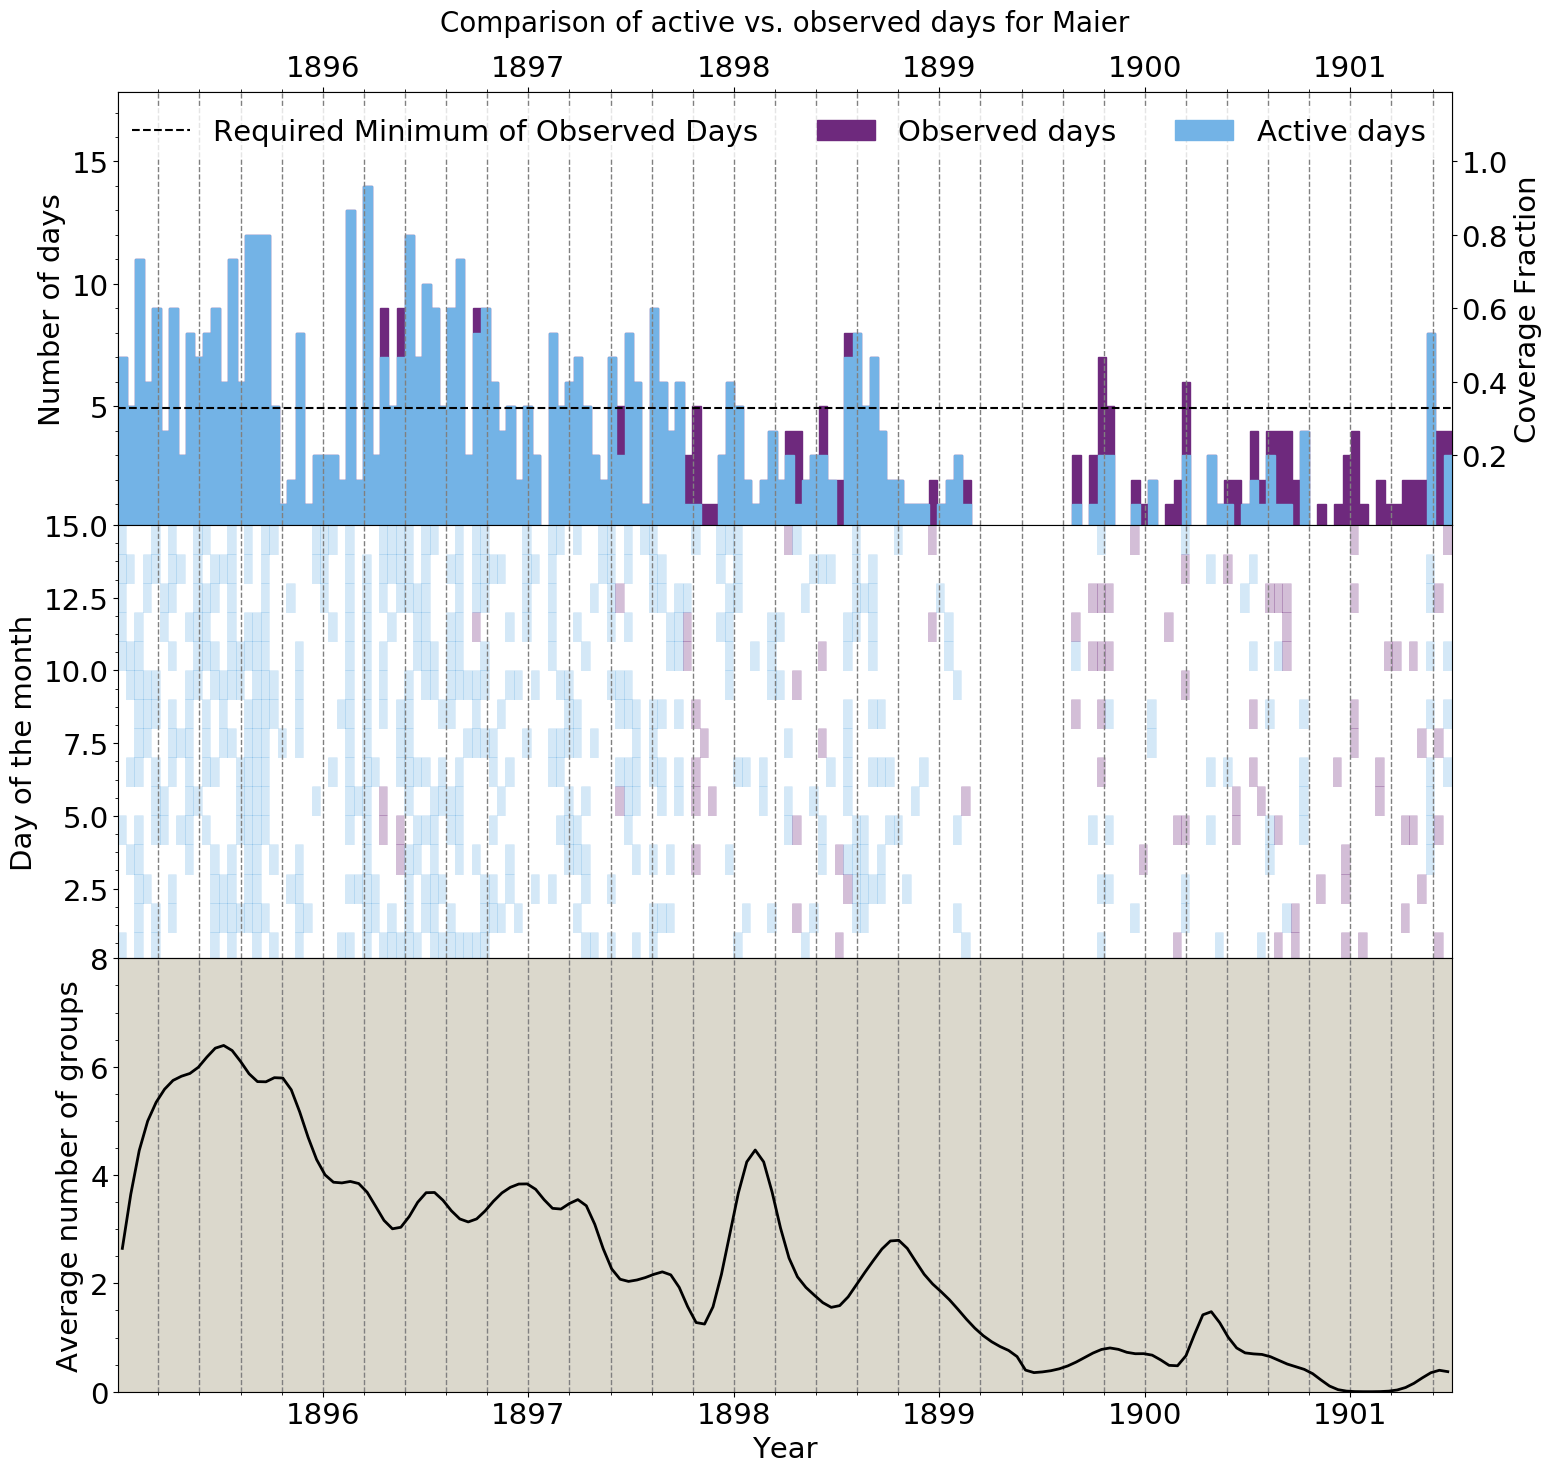 Comparison of active vs. observed days for Maier
1896 1897 1898 1899 1900 1901
Required Minimum of Observed Days Observed days Active days
15 1.0
0.8
10 0.6
0.4
5
0.2
Number of days
Coverage Fraction
15.0
12.5
10.0
7.5
5.0
2.5
Day of the month
8
6
4
2
0
Average number of groups
1896 1897 1898 1899 1900 1901
Year